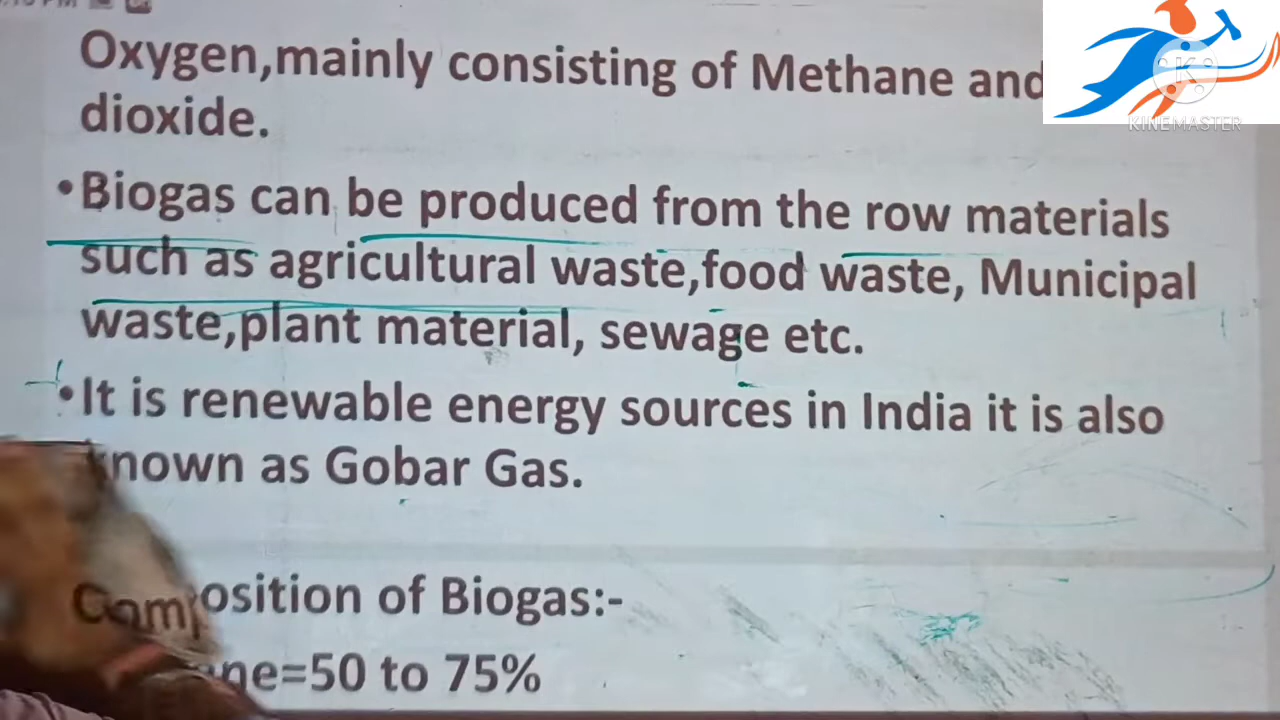 Oxygen,mainly consisting of Methane and
dioxide.
•Biogas can be produced from the row materials
such as agricultural waste,food waste, Municipal
waste,plant material, sewage etc.
•It is renewable energy sources in India it is also
known as Gobar Gas.
Composition of Biogas:-
ne=50 to 75%
KINEMASTER